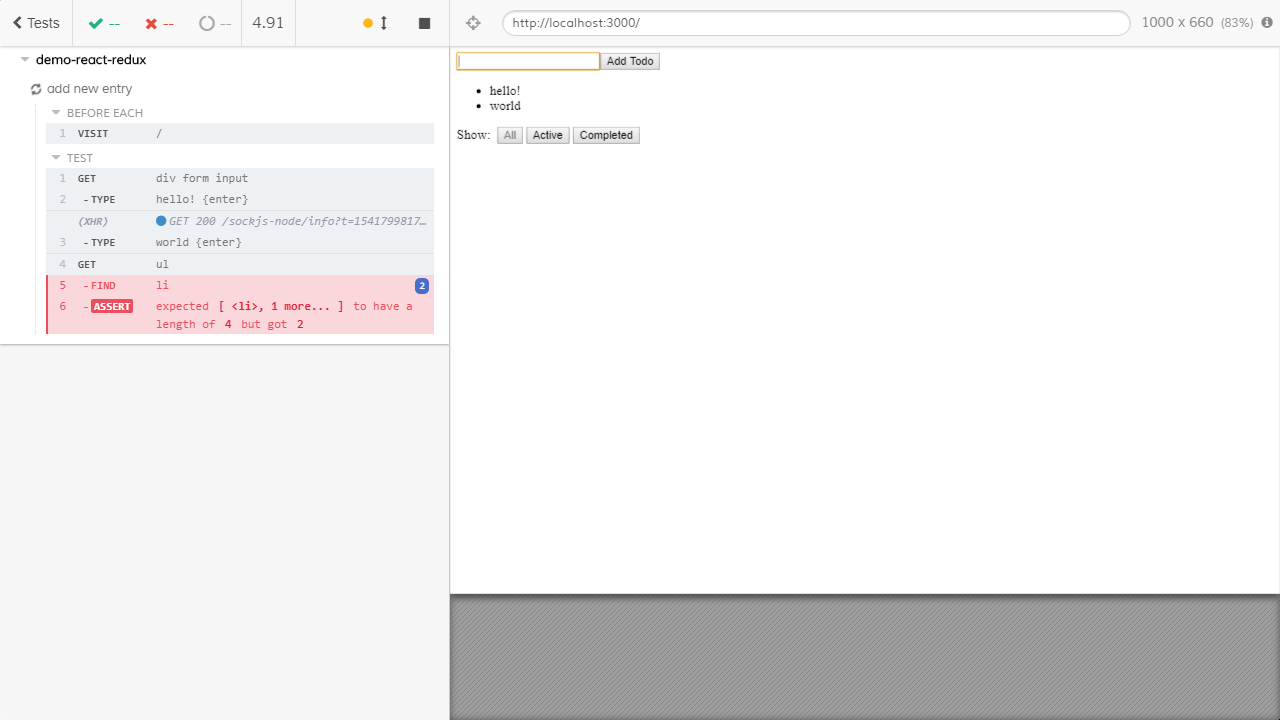 Tests -- -- -- 4.91
http://localhost:3000/ 1000 x 660 (83%)
demo-react-redux
add new entry
BEFORE EACH
1 VISIT /
TEST
1 GET div form input
2 - TYPE hello! {enter}
(XHR) GET 200 /sockjs-node/info?t=1541799817…
3 - TYPE world {enter}
4 GET ul
5 - FIND li 2
6 - ASSERT expected [ <li>, 1 more... ] to have a
length of 4 but got 2
Add Todo
hello!
world
Show: All Active Completed